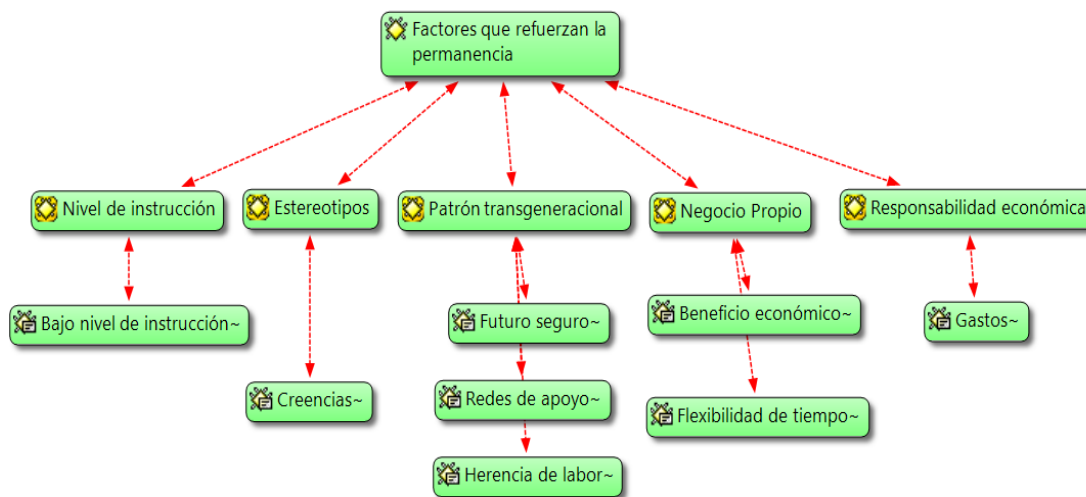 Factores que refuerzan la
permanencia
Nivel de instrucción
Estereotipos
Patrón transgeneracional
Negocio Propio
Responsabilidad económica
Bajo nivel de instrucción~
Futuro seguro~
Beneficio económico~
Gastos~
Creencias~
Redes de apoyo~
Flexibilidad de tiempo~
Herencia de labor~